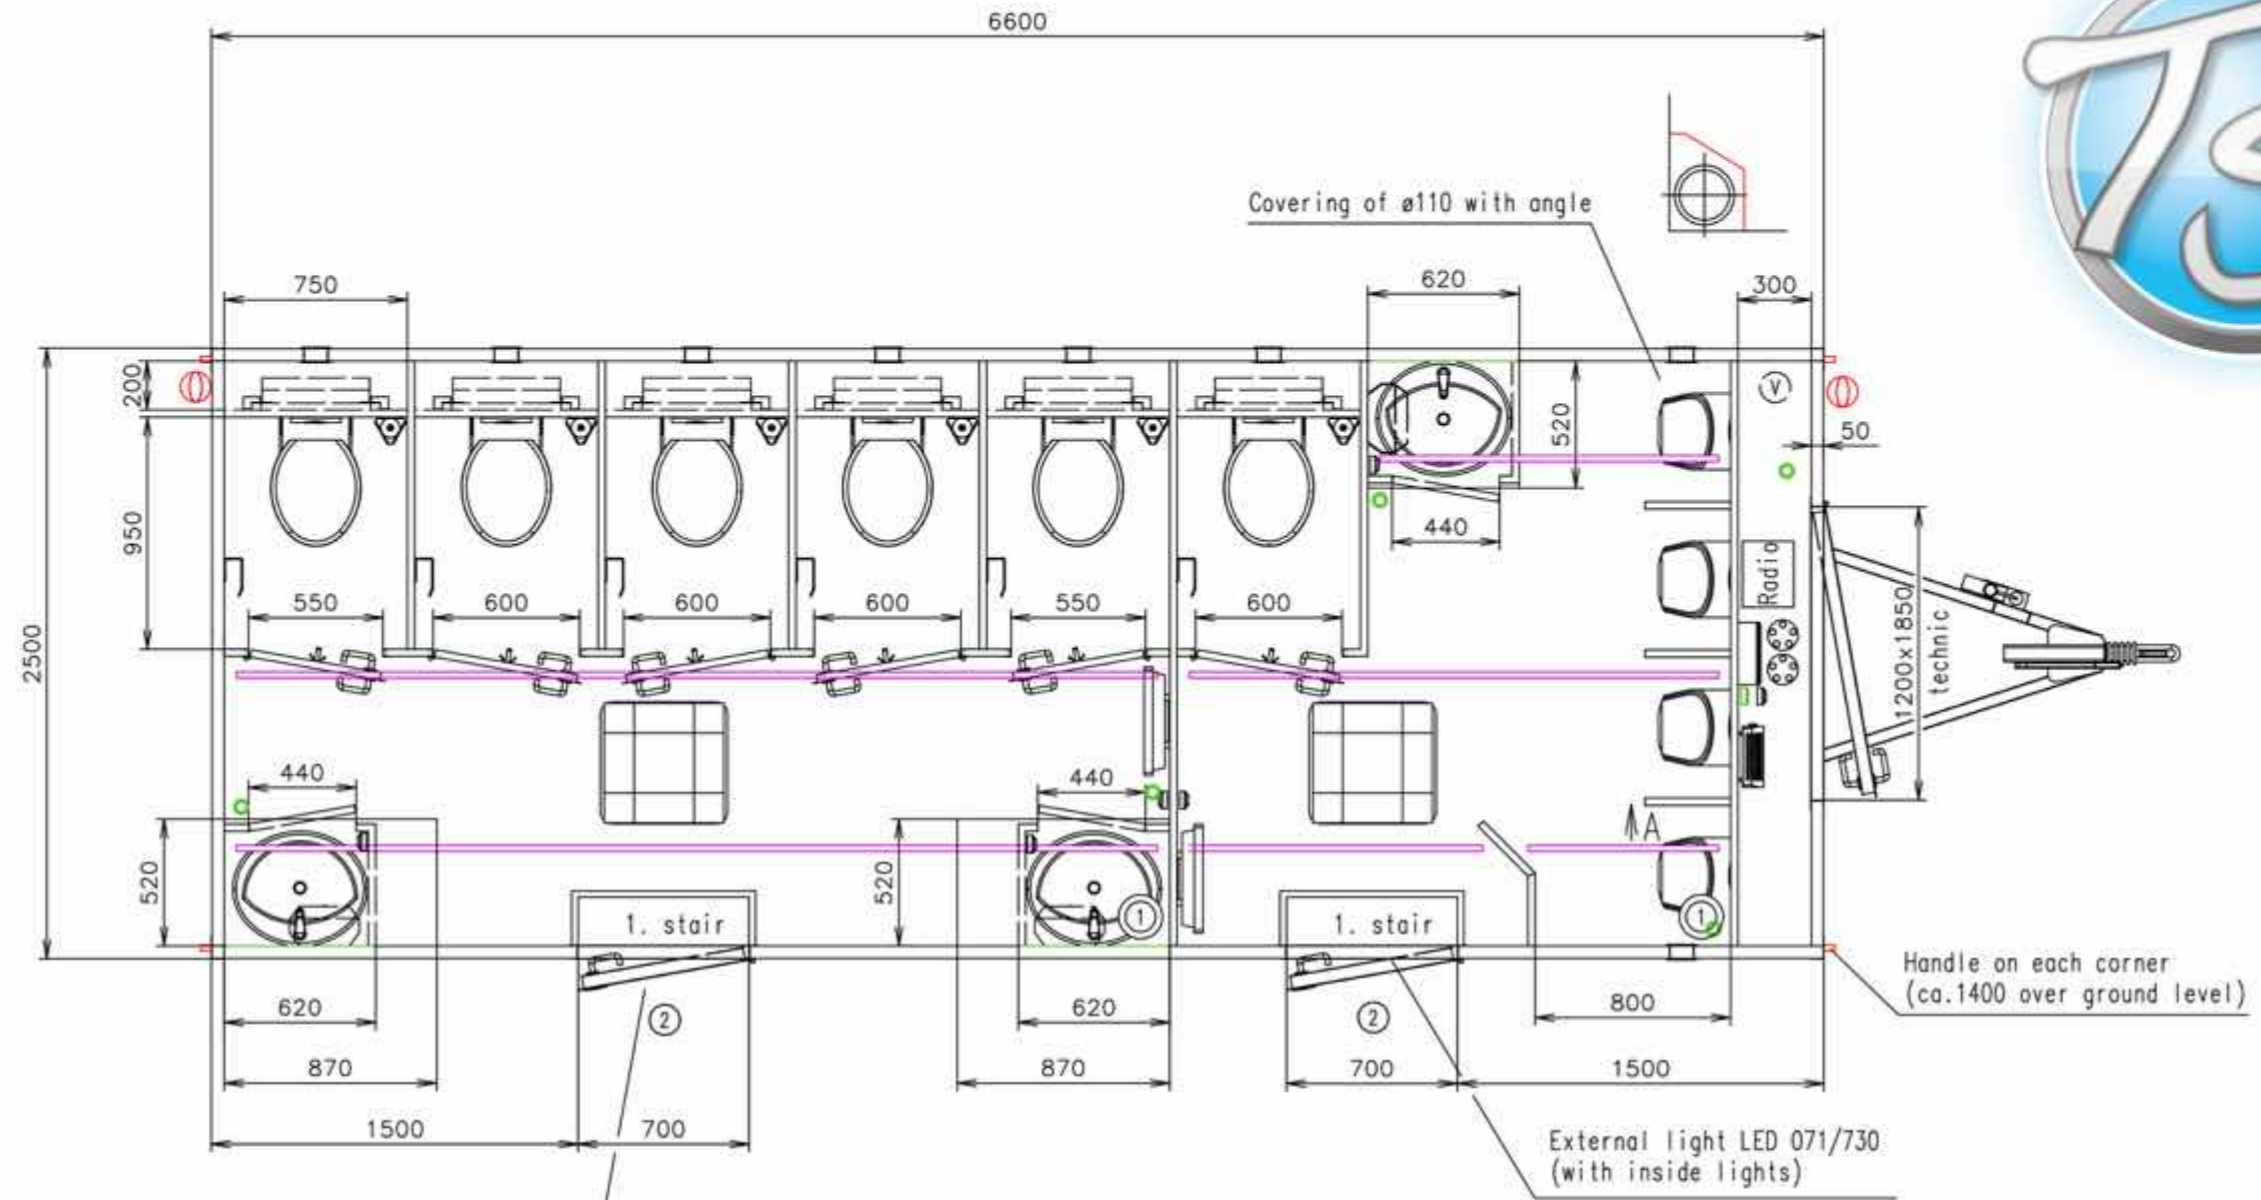 6600
Covering of ø110 with angle
750
620
300
200
520
50
950
440
Radio
550
600
600
600
550
600
2500
1200x1850
technic
440
440
A
520
520
1
1
1. stair
1. stair
V
Handle on each corner
(ca.1400 over ground level)
620
2
620
2
800
870
870
700
1500
1500
700
External light LED 071/730
(with inside lights)